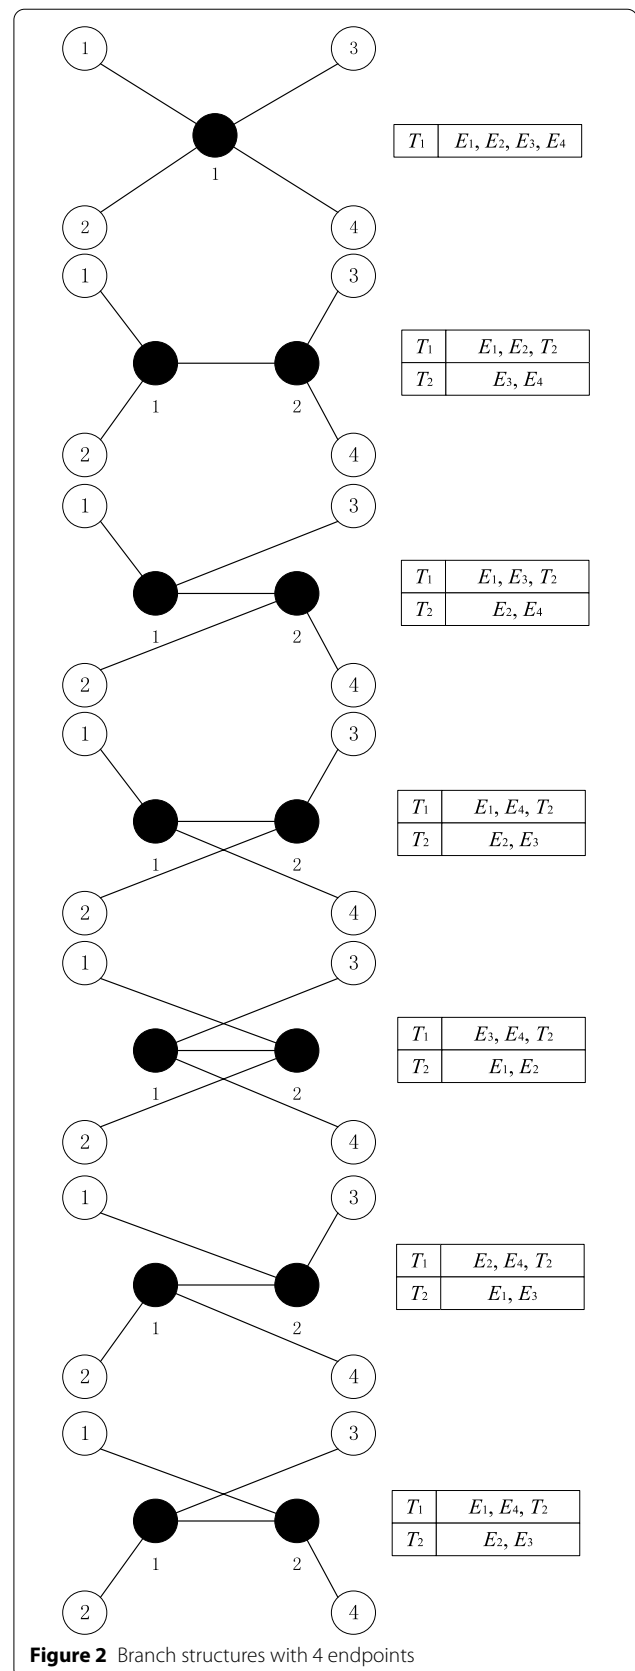 1 3
T1 E1, E2, E3, E4
1
2 4
1 3
T1 E1, E2, T2
T2 E3, E4
1 2
2 4
1 3
T1 E1, E3, T2
T2 E2, E4
1 2
2 4
1 3
T1 E1, E4, T2
T2 E2, E3
1 2
2 4
1 3
T1 E3, E4, T2
T2 E1, E2
1 2
2 4
1 3
T1 E2, E4, T2
T2 E1, E3
1 2
2 4
1 3
T1 E1, E4, T2
T2 E2, E3
1 2
2 4
Figure 2 Branch structures with 4 endpoints